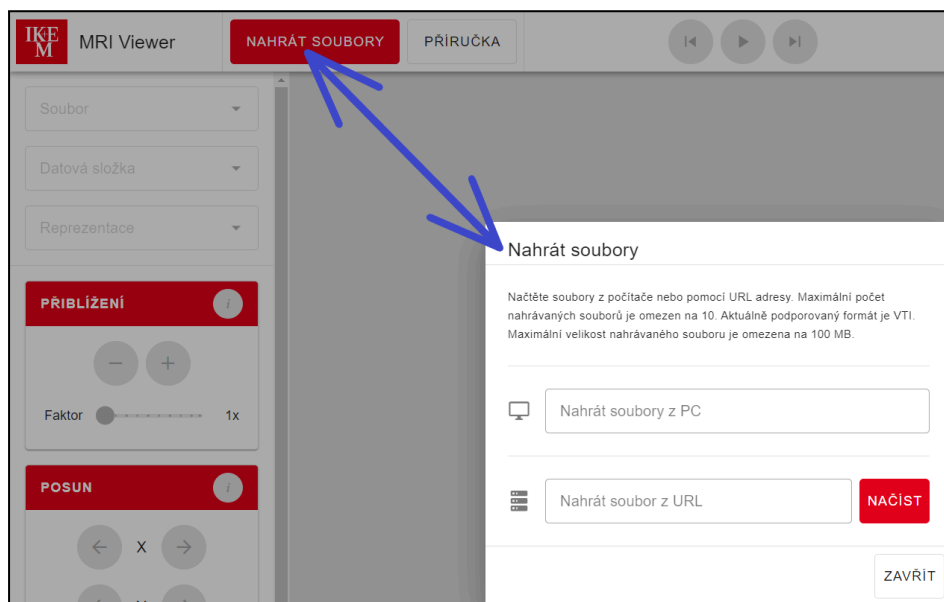 IKE+M
MRI Viewer
NAHRÁT SOUBORY
PŘÍRUČKA
Soubor
Datová složka
Reprezentace
PŘIBLÍŽENÍ
i
Faktor
1x
POSUN
i
X
Nahrát soubory
Načtěte soubory z počítače nebo pomocí URL adresy. Maximální počet
nahrávaných souborů je omezen na 10. Aktuálně podporovaný formát je VTI.
Maximální velikost nahrávaného souboru je omezena na 100 MB.
Nahrát soubory z PC
Nahrát soubor z URL
NAČÍST
ZAVŘÍT